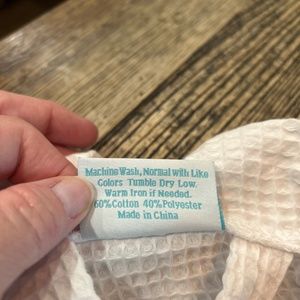 Machine Wash, Normal with Like
Colors Tumble Dry Low.
Warm Iron if Needed.
60%Cotton 40%Polyester
Made in China